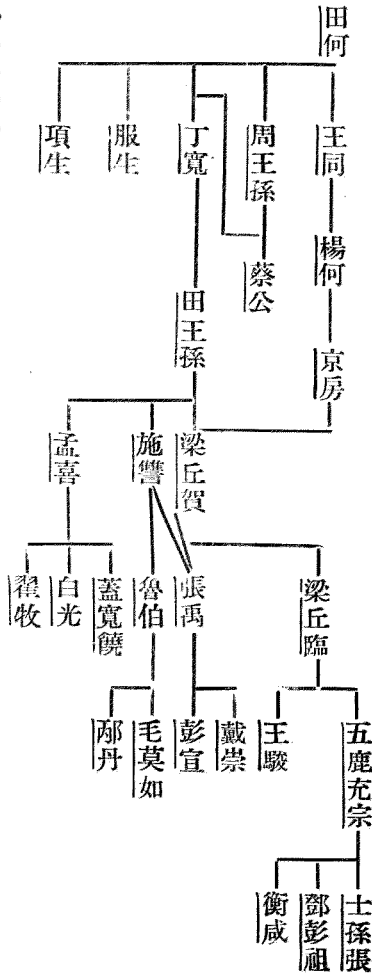 田何
王同
周王孫
丁寬
服生
項生
楊何
蔡公
京房
田王孫
梁丘賀
施讐
孟喜
梁丘臨
張禹
魯伯
蓋寬饒
白光
翟牧
五鹿充宗
王駿
戴崇
彭宣
毛莫如
邴丹
士孫張
鄧彭祖
衡咸